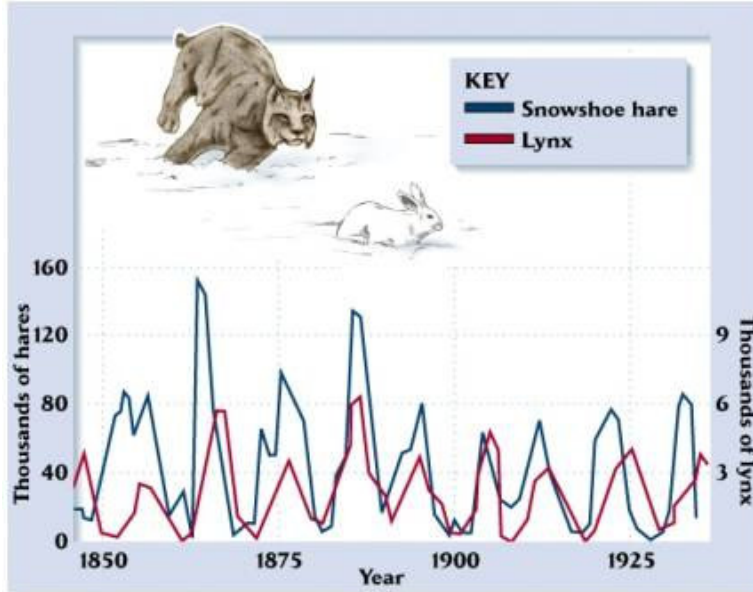 KEY
Snowshoe hare
Lynx
Thousands of hares
160
120
80
40
0
9
6
3
Thousands of lynx
1850
1875
1900
1925
Year